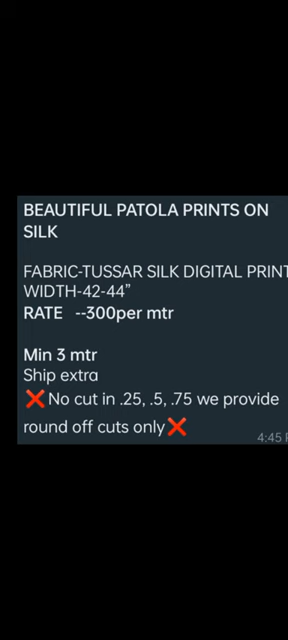 BEAUTIFUL PATOLA PRINTS ON
SILK
FABRIC-TUSSAR SILK DIGITAL PRINT
WIDTH-42-44”
RATE --300per mtr
Min 3 mtr
Ship extra
❌No cut in .25, .5, .75 we provide
round off cuts only❌
4:45